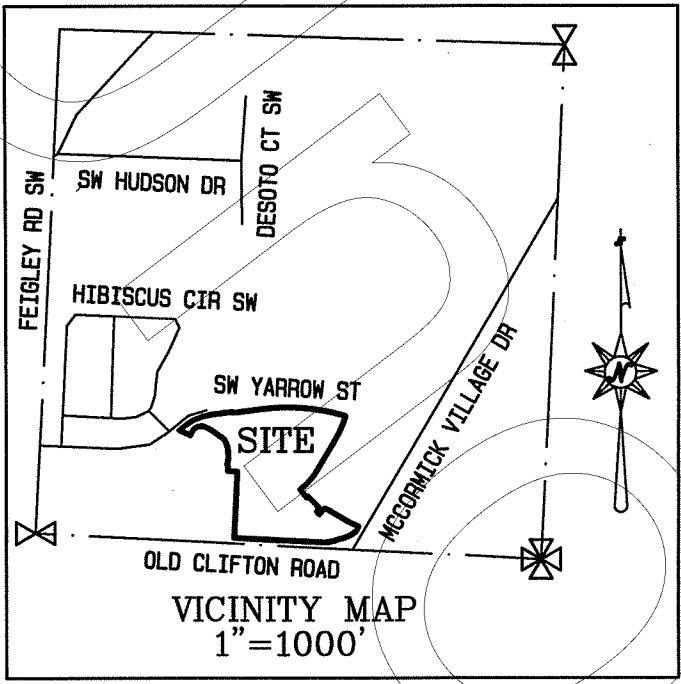 DESOTO CT SW
SW HUDSON DR
FEIGLEY RD SW
HIBISCUS CIR SW
SW YARROW ST
SITE
MCCORMICK VILLAGE DR
N
OLD CLIFTON ROAD
VICINITY MAP
1"=1000'